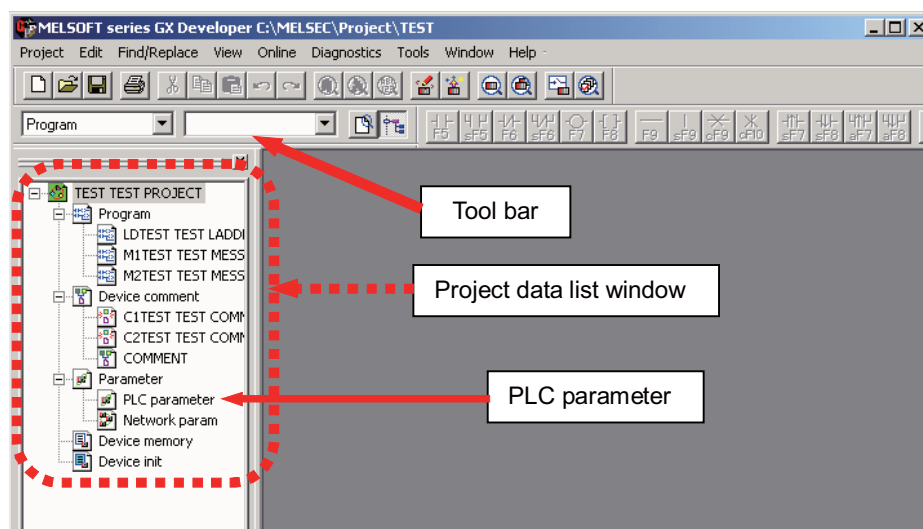 MELSOFT series GX Developer C:\MELSEC\Project\TEST
Project Edit Find/Replace View Online Diagnostics Tools Window Help
Program
F5 sF5 F6 sF6 F7 F8 F9 sF9 cF9 cF10 sF7 sF8 aF7 aF8
TEST TEST PROJECT
Tool bar
Program
LDTEST TEST LADDI
M1TEST TEST MESS
M2TEST TEST MESS
Project data list window
Device comment
C1TEST TEST COMM
C2TEST TEST COMM
COMMENT
Parameter
PLC parameter
PLC parameter
Network param
Device memory
Device init